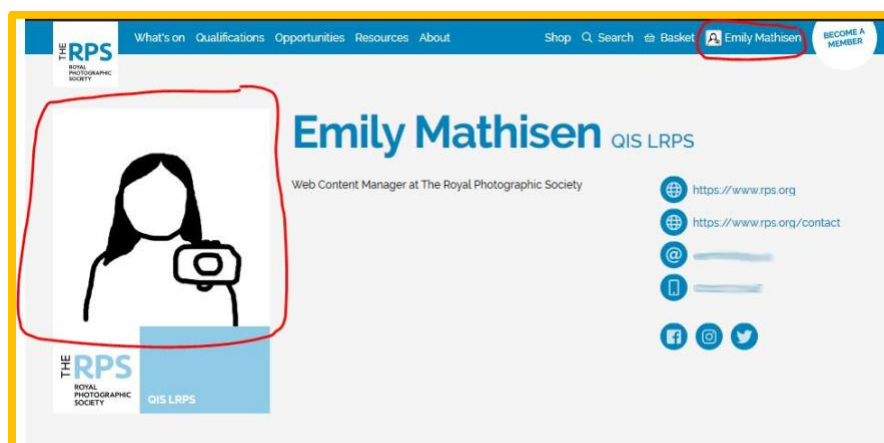 THE RPS
ROYAL
PHOTOGRAPHIC
SOCIETY
What's on Qualifications Opportunities Resources About Shop Search Basket Emily Mathisen
BECOME A
MEMBER
Emily Mathisen QIS LRPS
Web Content Manager at The Royal Photographic Society
https://www.rps.org
https://www.rps.org/contact
@
THE RPS
ROYAL
PHOTOGRAPHIC
SOCIETY
QIS LRPS